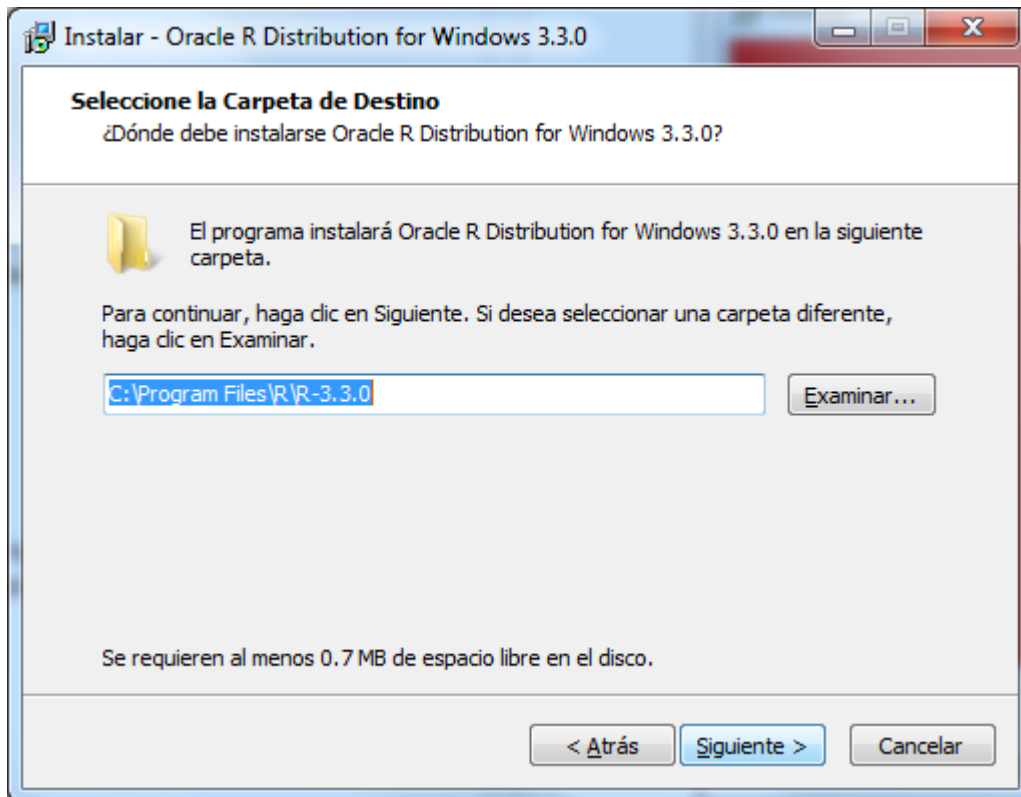 Instalar - Oracle R Distribution for Windows 3.3.0
Seleccione la Carpeta de Destino
¿Dónde debe instalarse Oracle R Distribution for Windows 3.3.0?
El programa instalará Oracle R Distribution for Windows 3.3.0 en la siguiente
carpeta.
Para continuar, haga clic en Siguiente. Si desea seleccionar una carpeta diferente,
haga clic en Examinar.
C:\Program Files\R\R-3.3.0
Examinar...
Se requieren al menos 0.7 MB de espacio libre en el disco.
< Atrás
Siguiente >
Cancelar